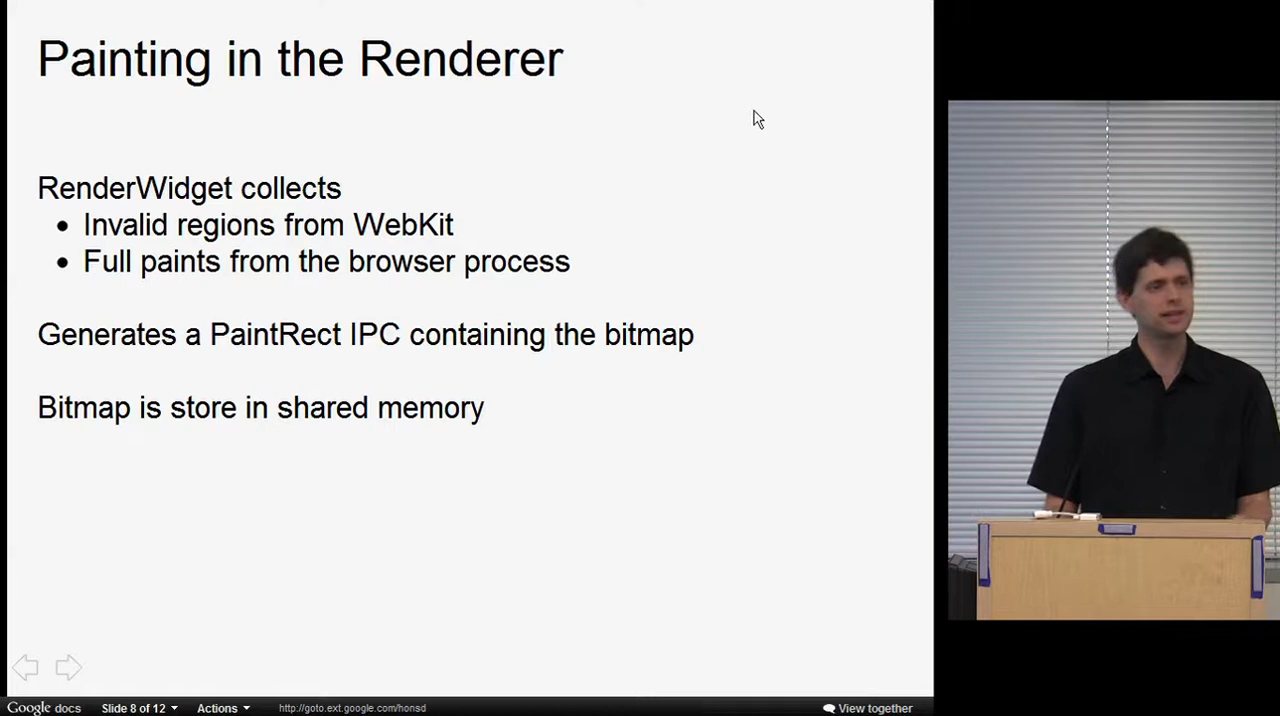 Painting in the Renderer
RenderWidget collects
• Invalid regions from WebKit
• Full paints from the browser process
Generates a PaintRect IPC containing the bitmap
Bitmap is store in shared memory
Google docs Slide 8 of 12 Actions http://goto.ext.google.com/honsd View together